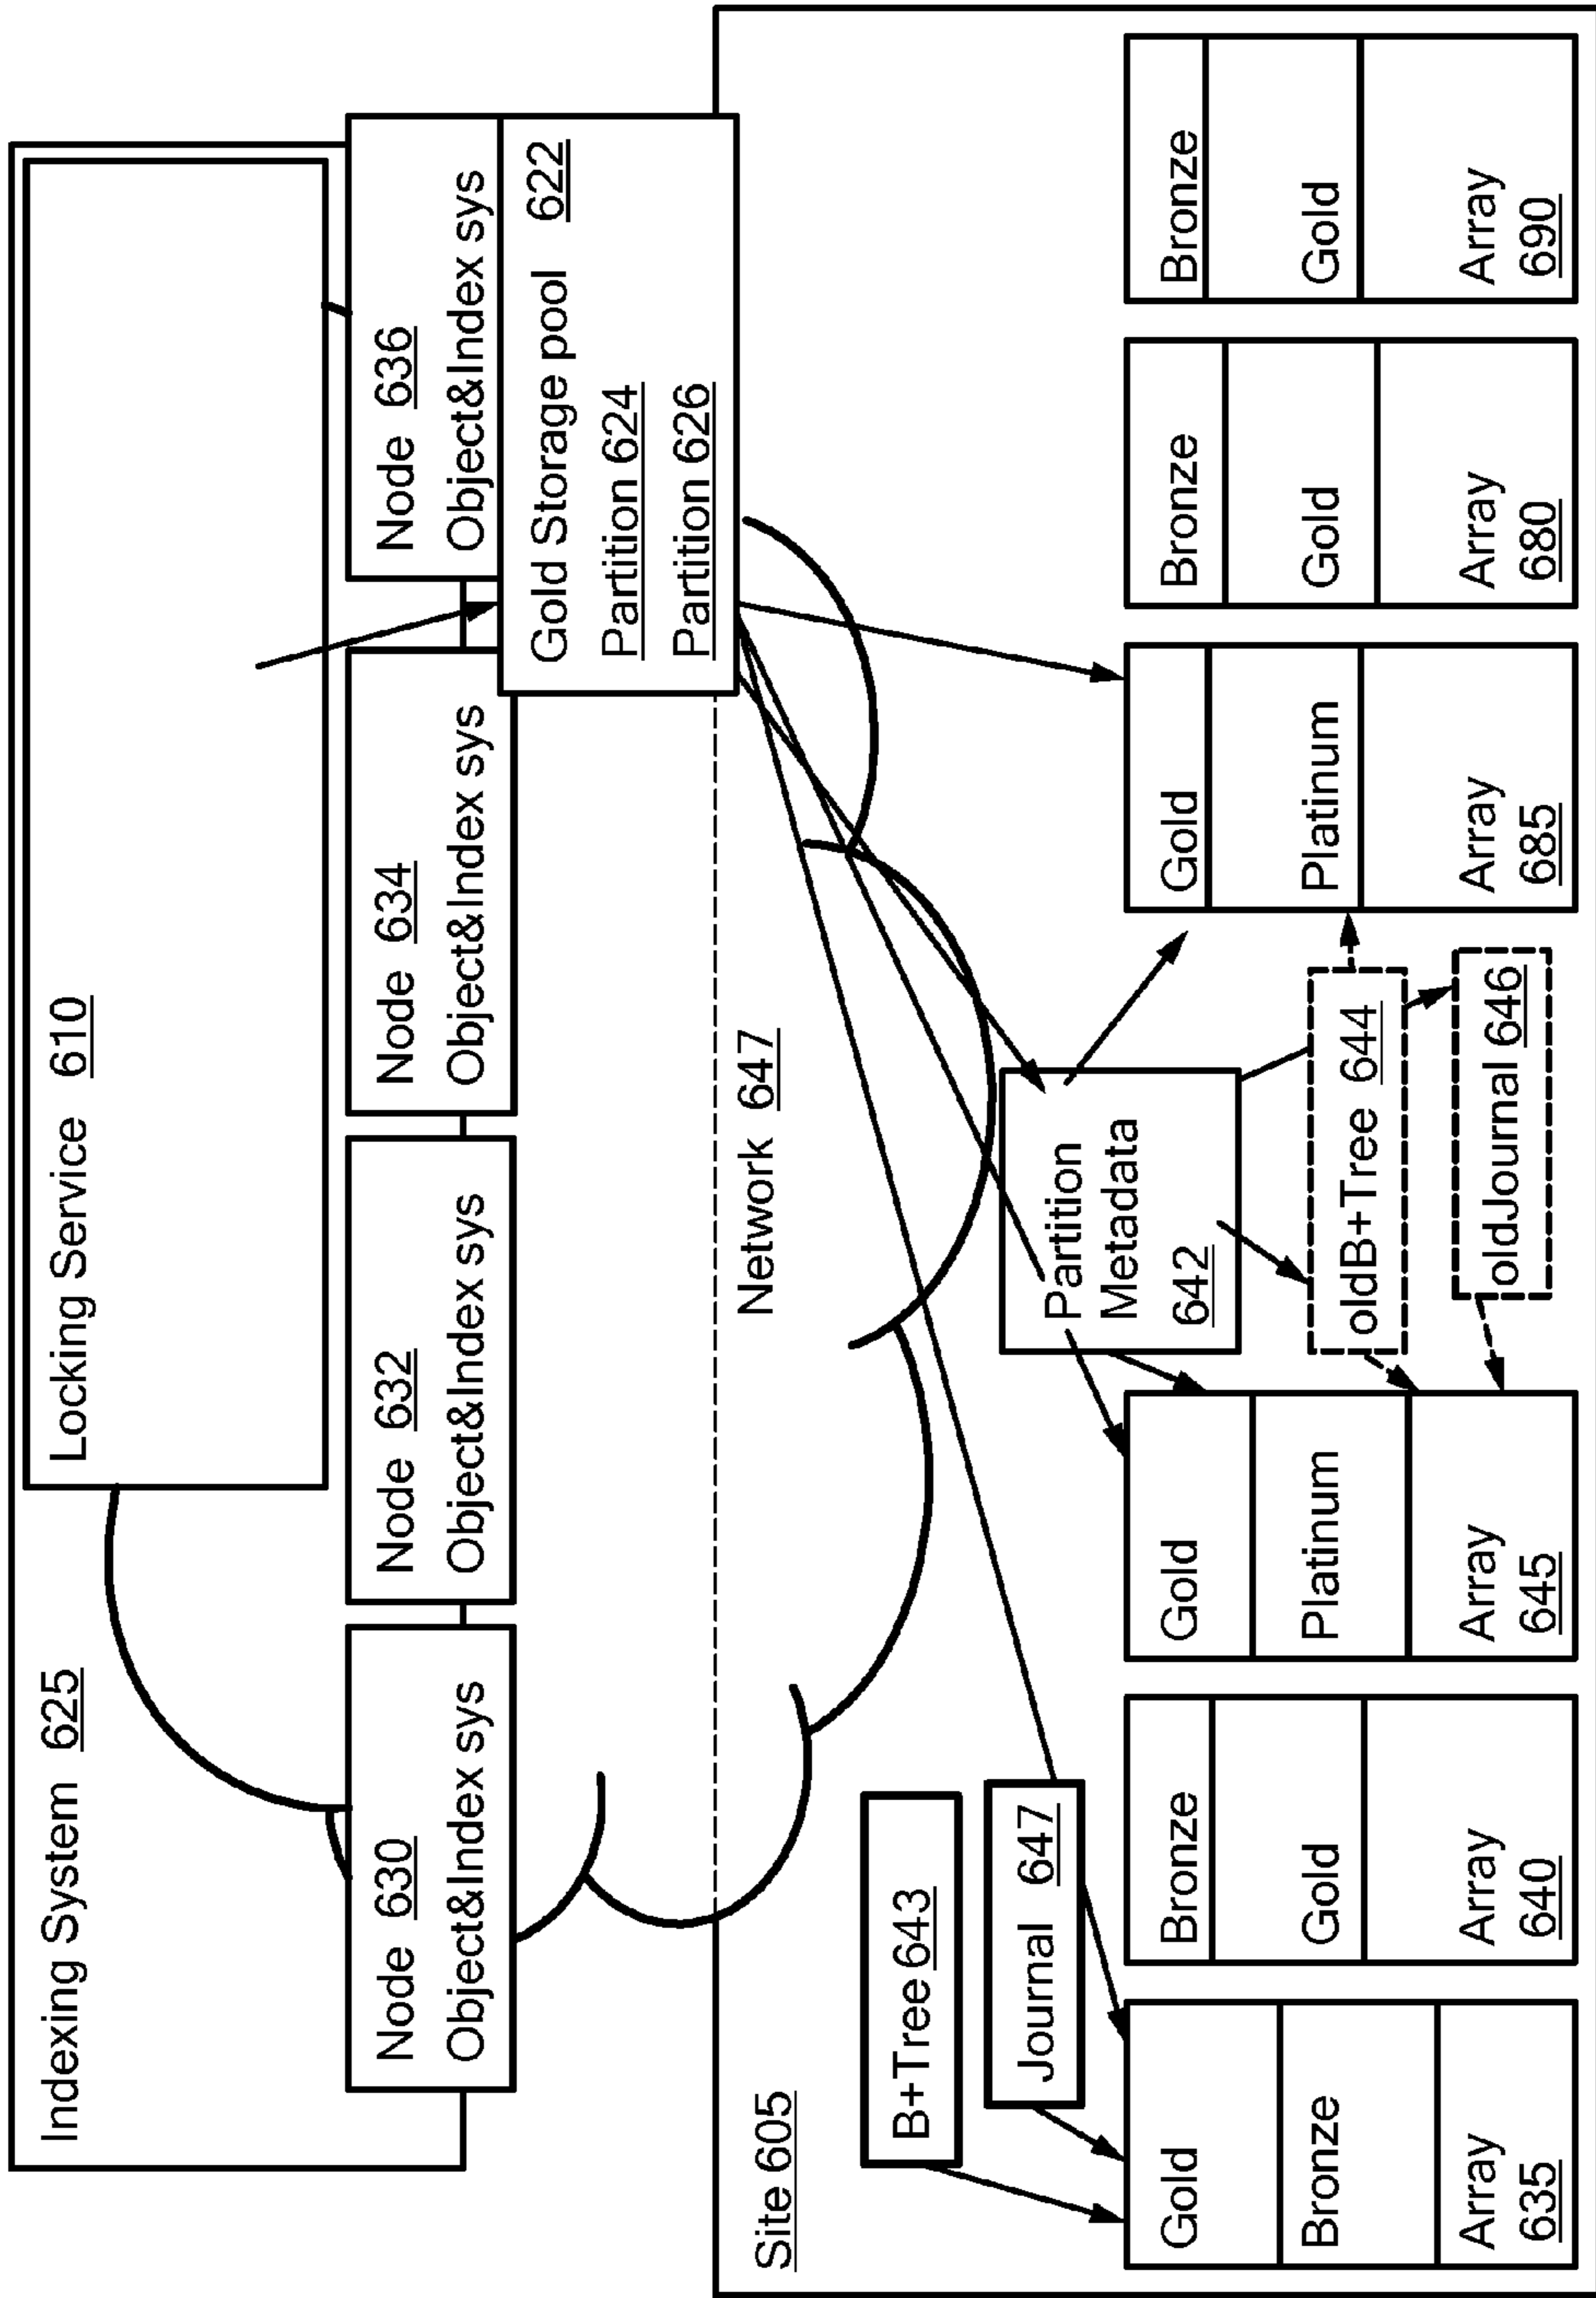 Indexing System 625
Locking Service 610
Node 630
Object&Index sys
Node 632
Object&Index sys
Node 634
Object&Index sys
Node 636
Object&Index sys
Gold Storage pool 622
Partition 624
Partition 626
Network 647
Site 605
B+Tree 643
Journal 647
Partition
Metadata
642
oldB+Tree 644
oldJournal 646
Gold
Bronze
Array
635
Bronze
Gold
Array
640
Gold
Platinum
Array
645
Gold
Platinum
Array
685
Bronze
Gold
Array
680
Bronze
Gold
Array
690